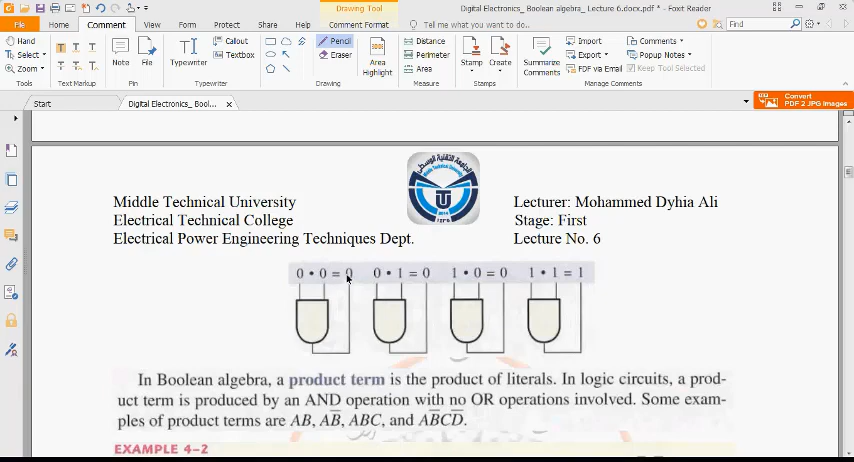 Drawing Tool
Digital Electronics_ Boolean algebra_ Lecture 6.docx.pdf * - Foxit Reader
File Comment View Form Protect Share Help Comment Format Tell me what you want to do... Find
Hand Select Zoom
Tools
T T T T T T
Text Markup
Note File
Pin
Typewriter Callout Textbox
Typewriter
Pencil Eraser Area Highlight
Drawing
Distance Perimeter Area
Measure
Stamp Create
Stamps
Summarize Comments Import Export FDF via Email Comments Popup Notes Keep Tool Selected
Manage Comments
Start Digital Electronics_ Bool... Convert PDF 2 JPG Images
الجامعة التقنية الوسطى
2014
Middle Technical University Lecturer: Mohammed Dyhia Ali
Electrical Technical College Stage: First
Electrical Power Engineering Techniques Dept. Lecture No. 6
0 • 0 = 0 0 • 1 = 0 1 • 0 = 0 1 • 1 = 1
In Boolean algebra, a product term is the product of literals. In logic circuits, a prod-
uct term is produced by an AND operation with no OR operations involved. Some exam-
ples of product terms are AB, AB̅, ABC, and AB̅CD̅.
EXAMPLE 4–2